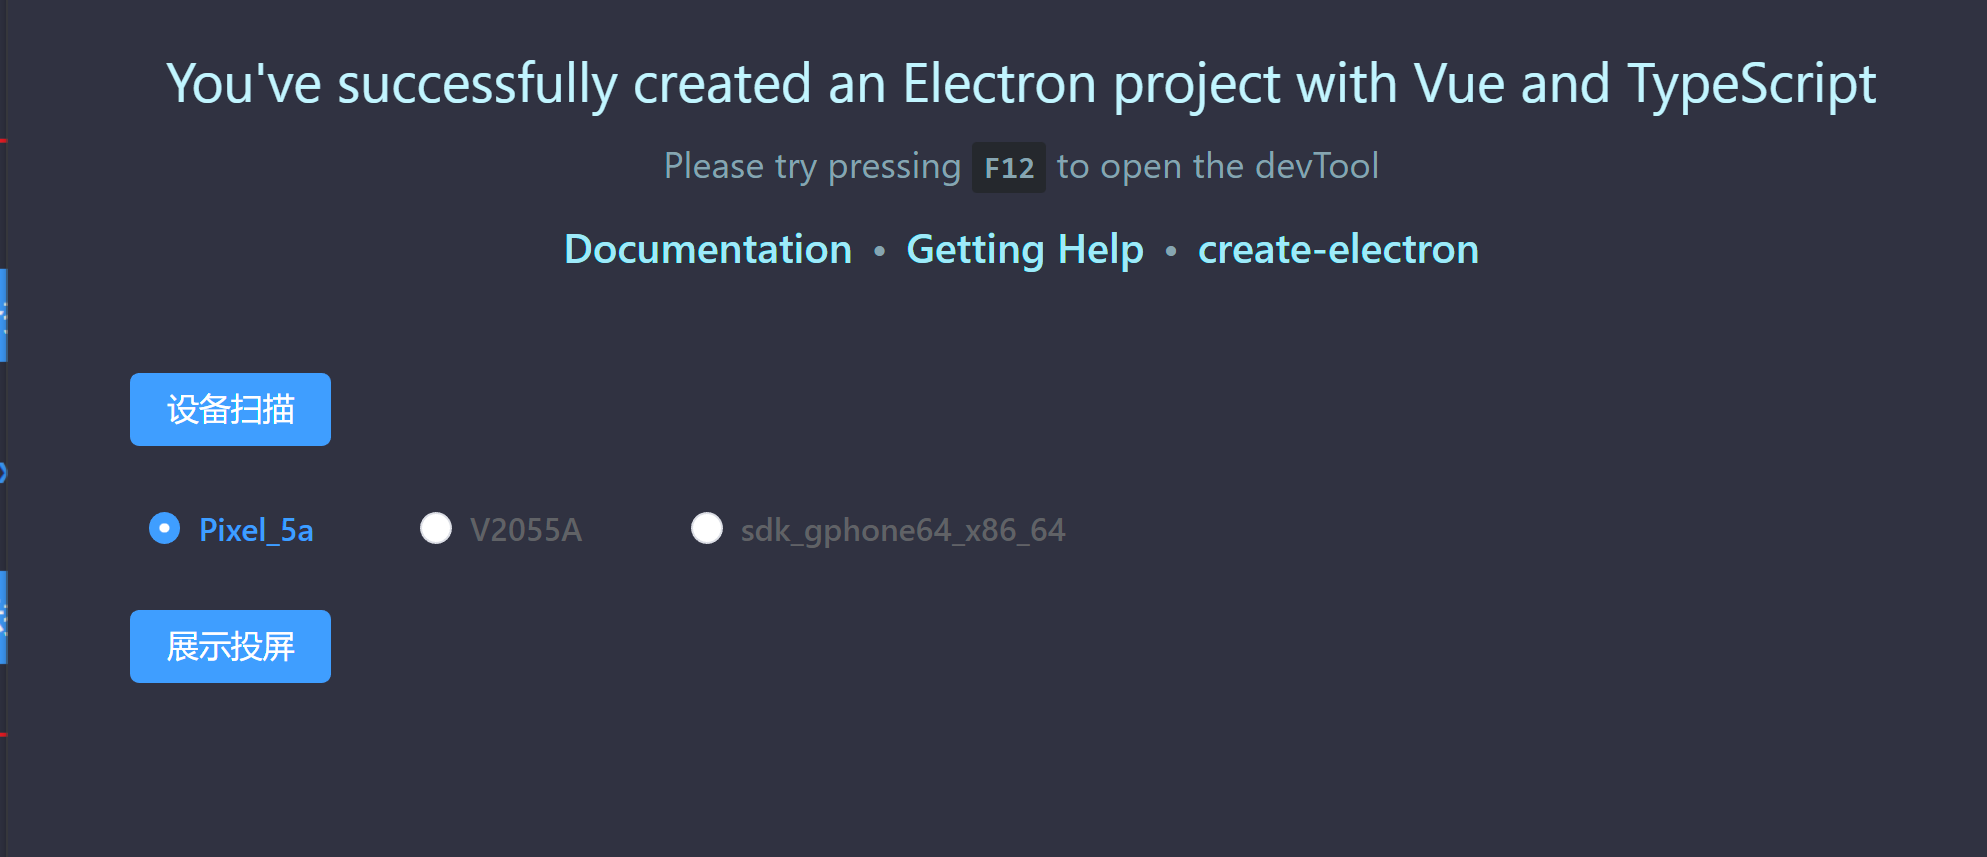 You've successfully created an Electron project with Vue and TypeScript
Please try pressing F12 to open the devTool
Documentation • Getting Help • create-electron
设备扫描
Pixel_5a V2055A sdk_gphone64_x86_64
展示投屏